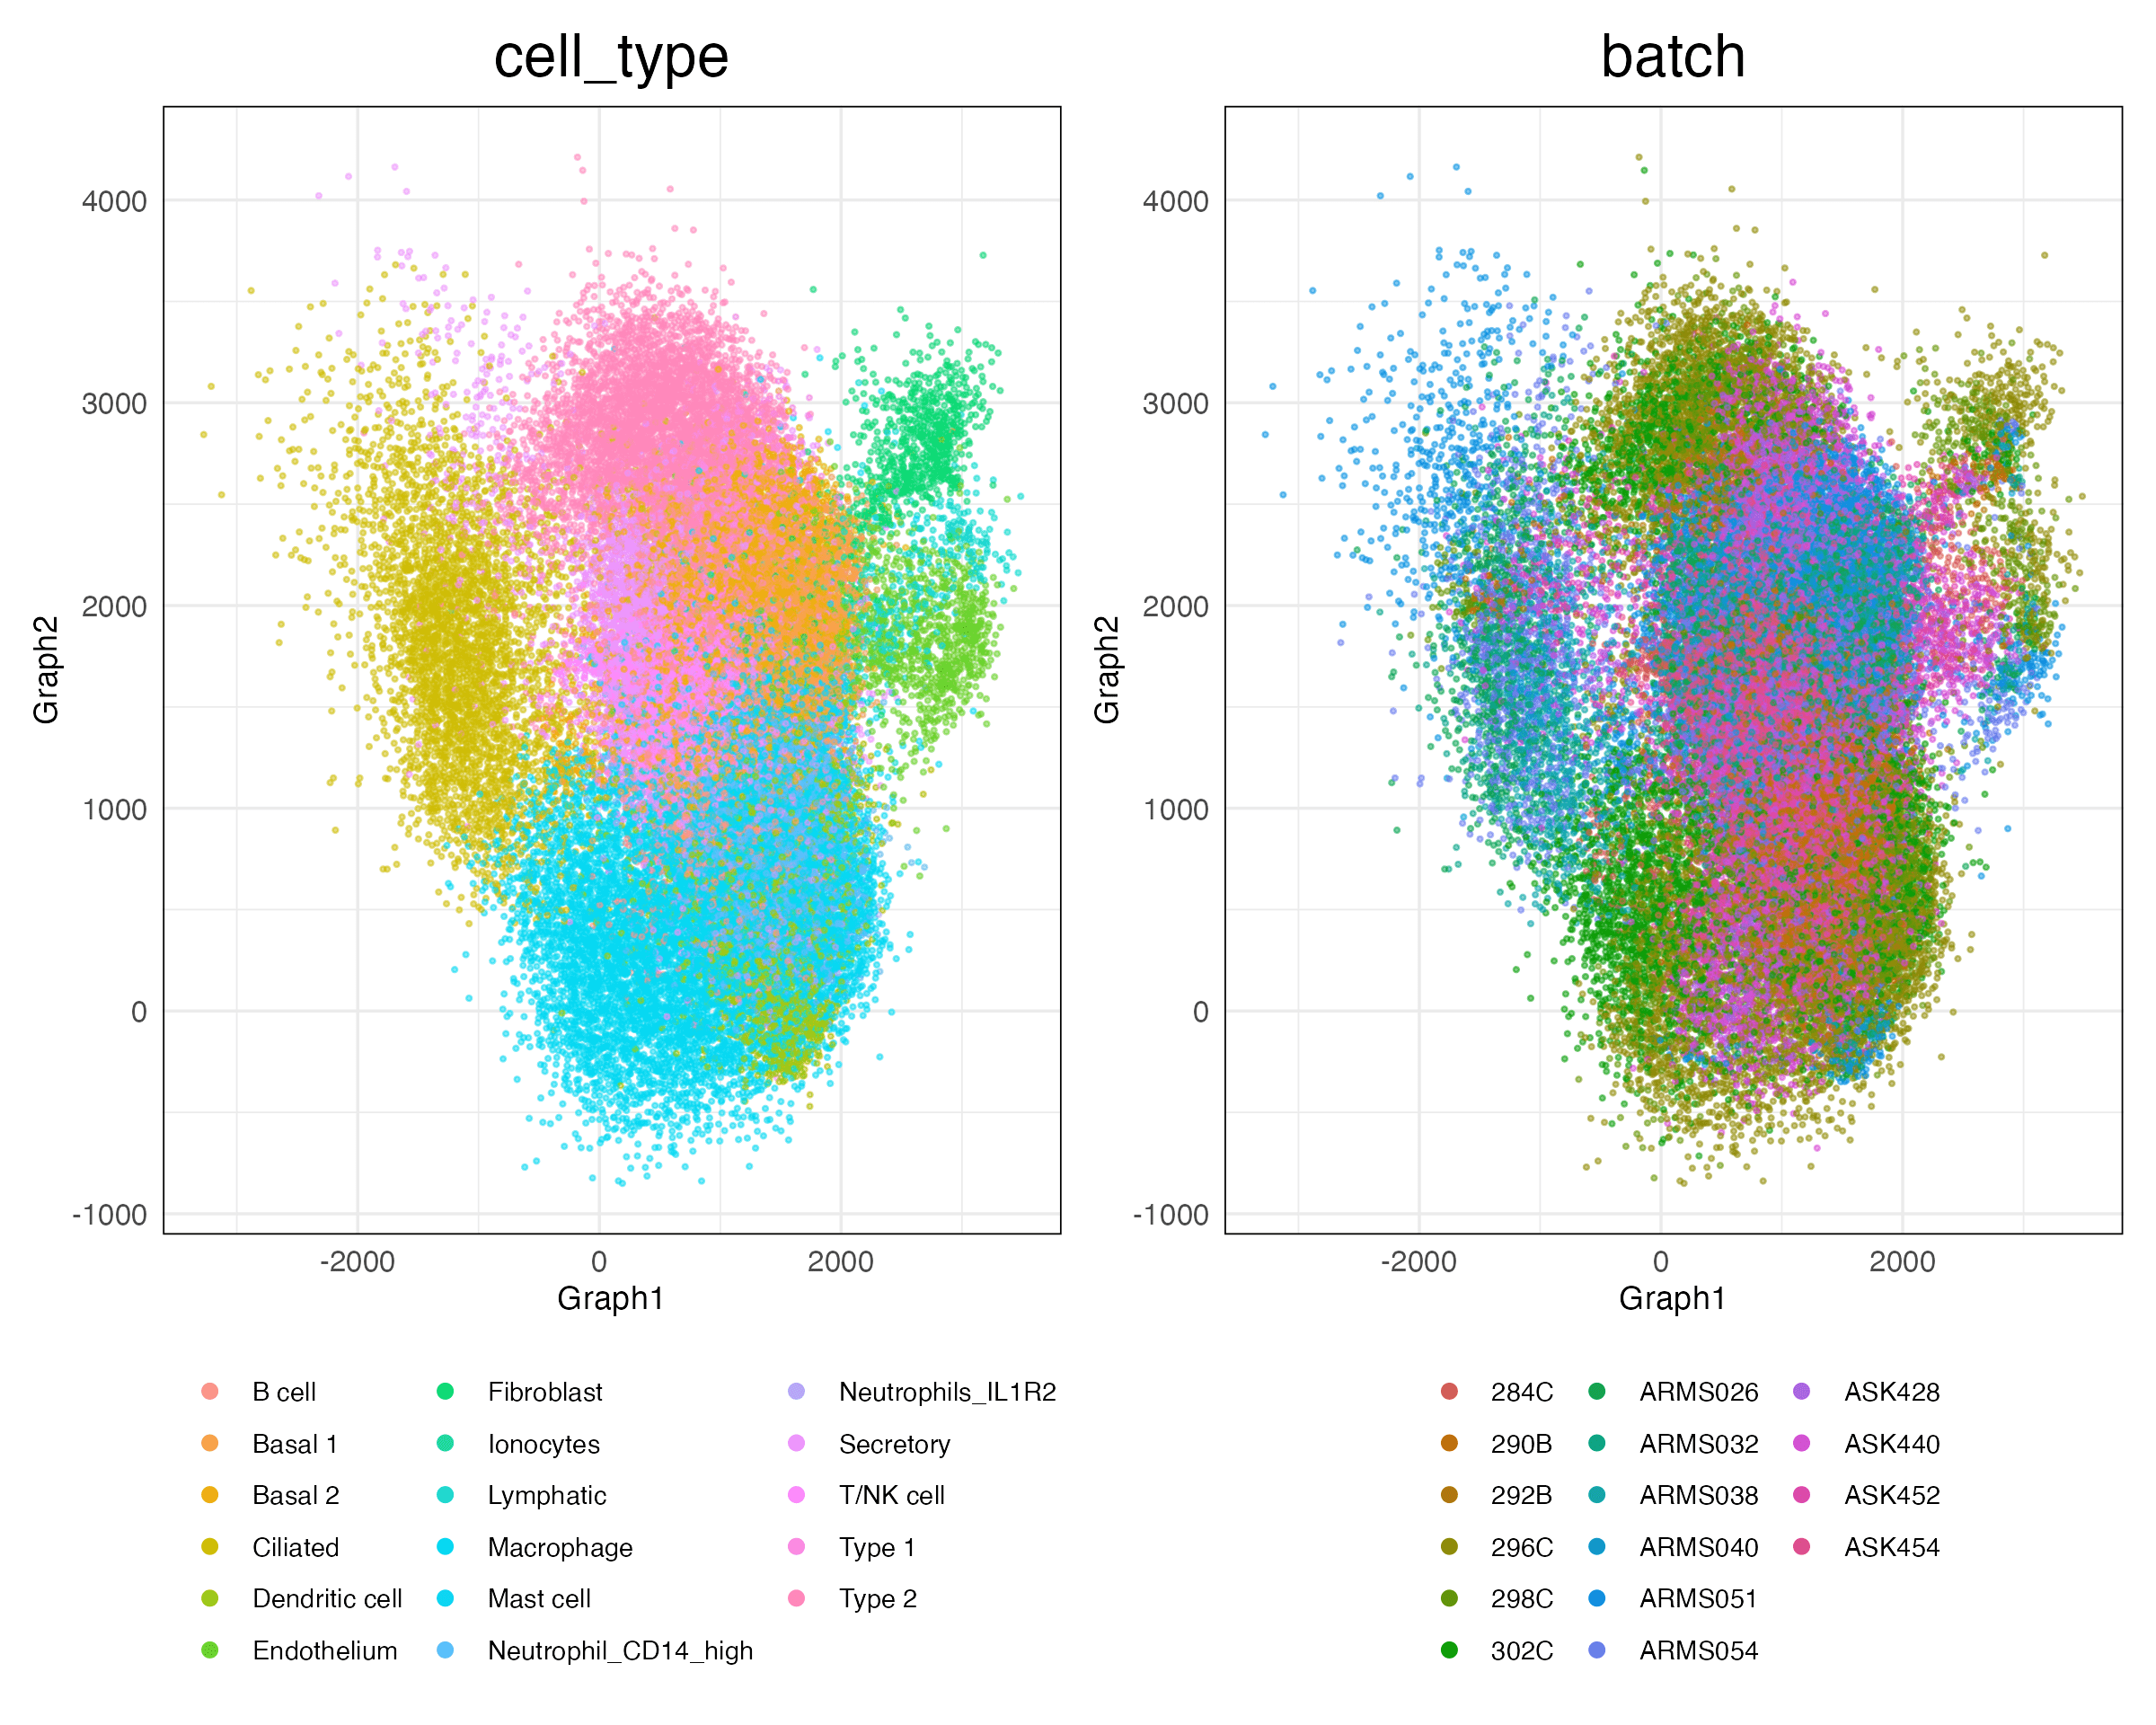 cell_type
4000
3000
2000
1000
0
-1000
Graph2
-2000 0 2000
Graph1
B cell
Basal 1
Basal 2
Ciliated
Dendritic cell
Endothelium
Fibroblast
Ionocytes
Lymphatic
Macrophage
Mast cell
Neutrophil_CD14_high
Neutrophils_IL1R2
Secretory
T/NK cell
Type 1
Type 2
batch
4000
3000
2000
1000
0
-1000
Graph2
-2000 0 2000
Graph1
284C
290B
292B
296C
298C
302C
ARMS026
ARMS032
ARMS038
ARMS040
ARMS051
ARMS054
ASK428
ASK440
ASK452
ASK454